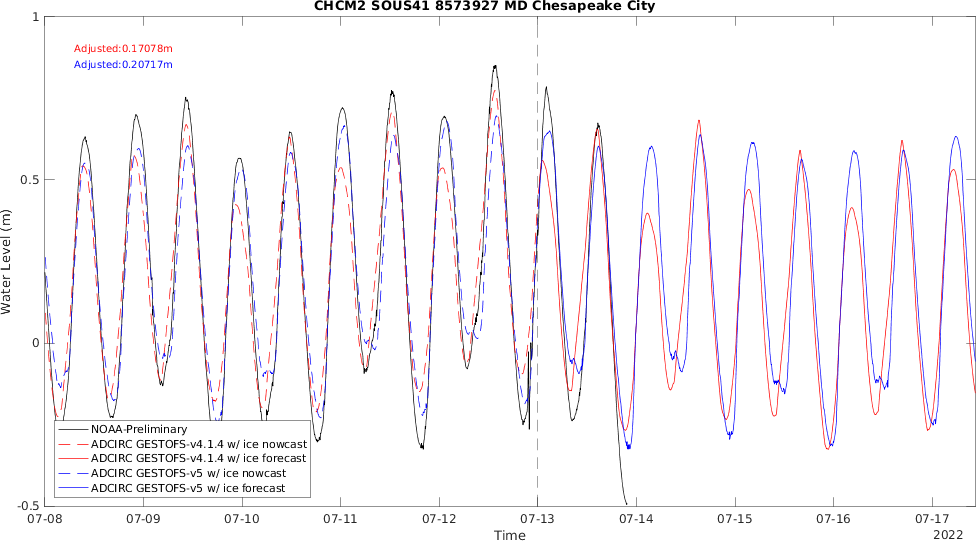 CHCM2 SOUS41 8573927 MD Chesapeake City
Adjusted:0.17078m
Adjusted:0.20717m
Water Level (m)
1
0.5
0
-0.5
NOAA-Preliminary
ADCIRC GESTOFS-v4.1.4 w/ ice nowcast
ADCIRC GESTOFS-v4.1.4 w/ ice forecast
ADCIRC GESTOFS-v5 w/ ice nowcast
ADCIRC GESTOFS-v5 w/ ice forecast
07-08 07-09 07-10 07-11 07-12 07-13 07-14 07-15 07-16 07-17
Time
2022